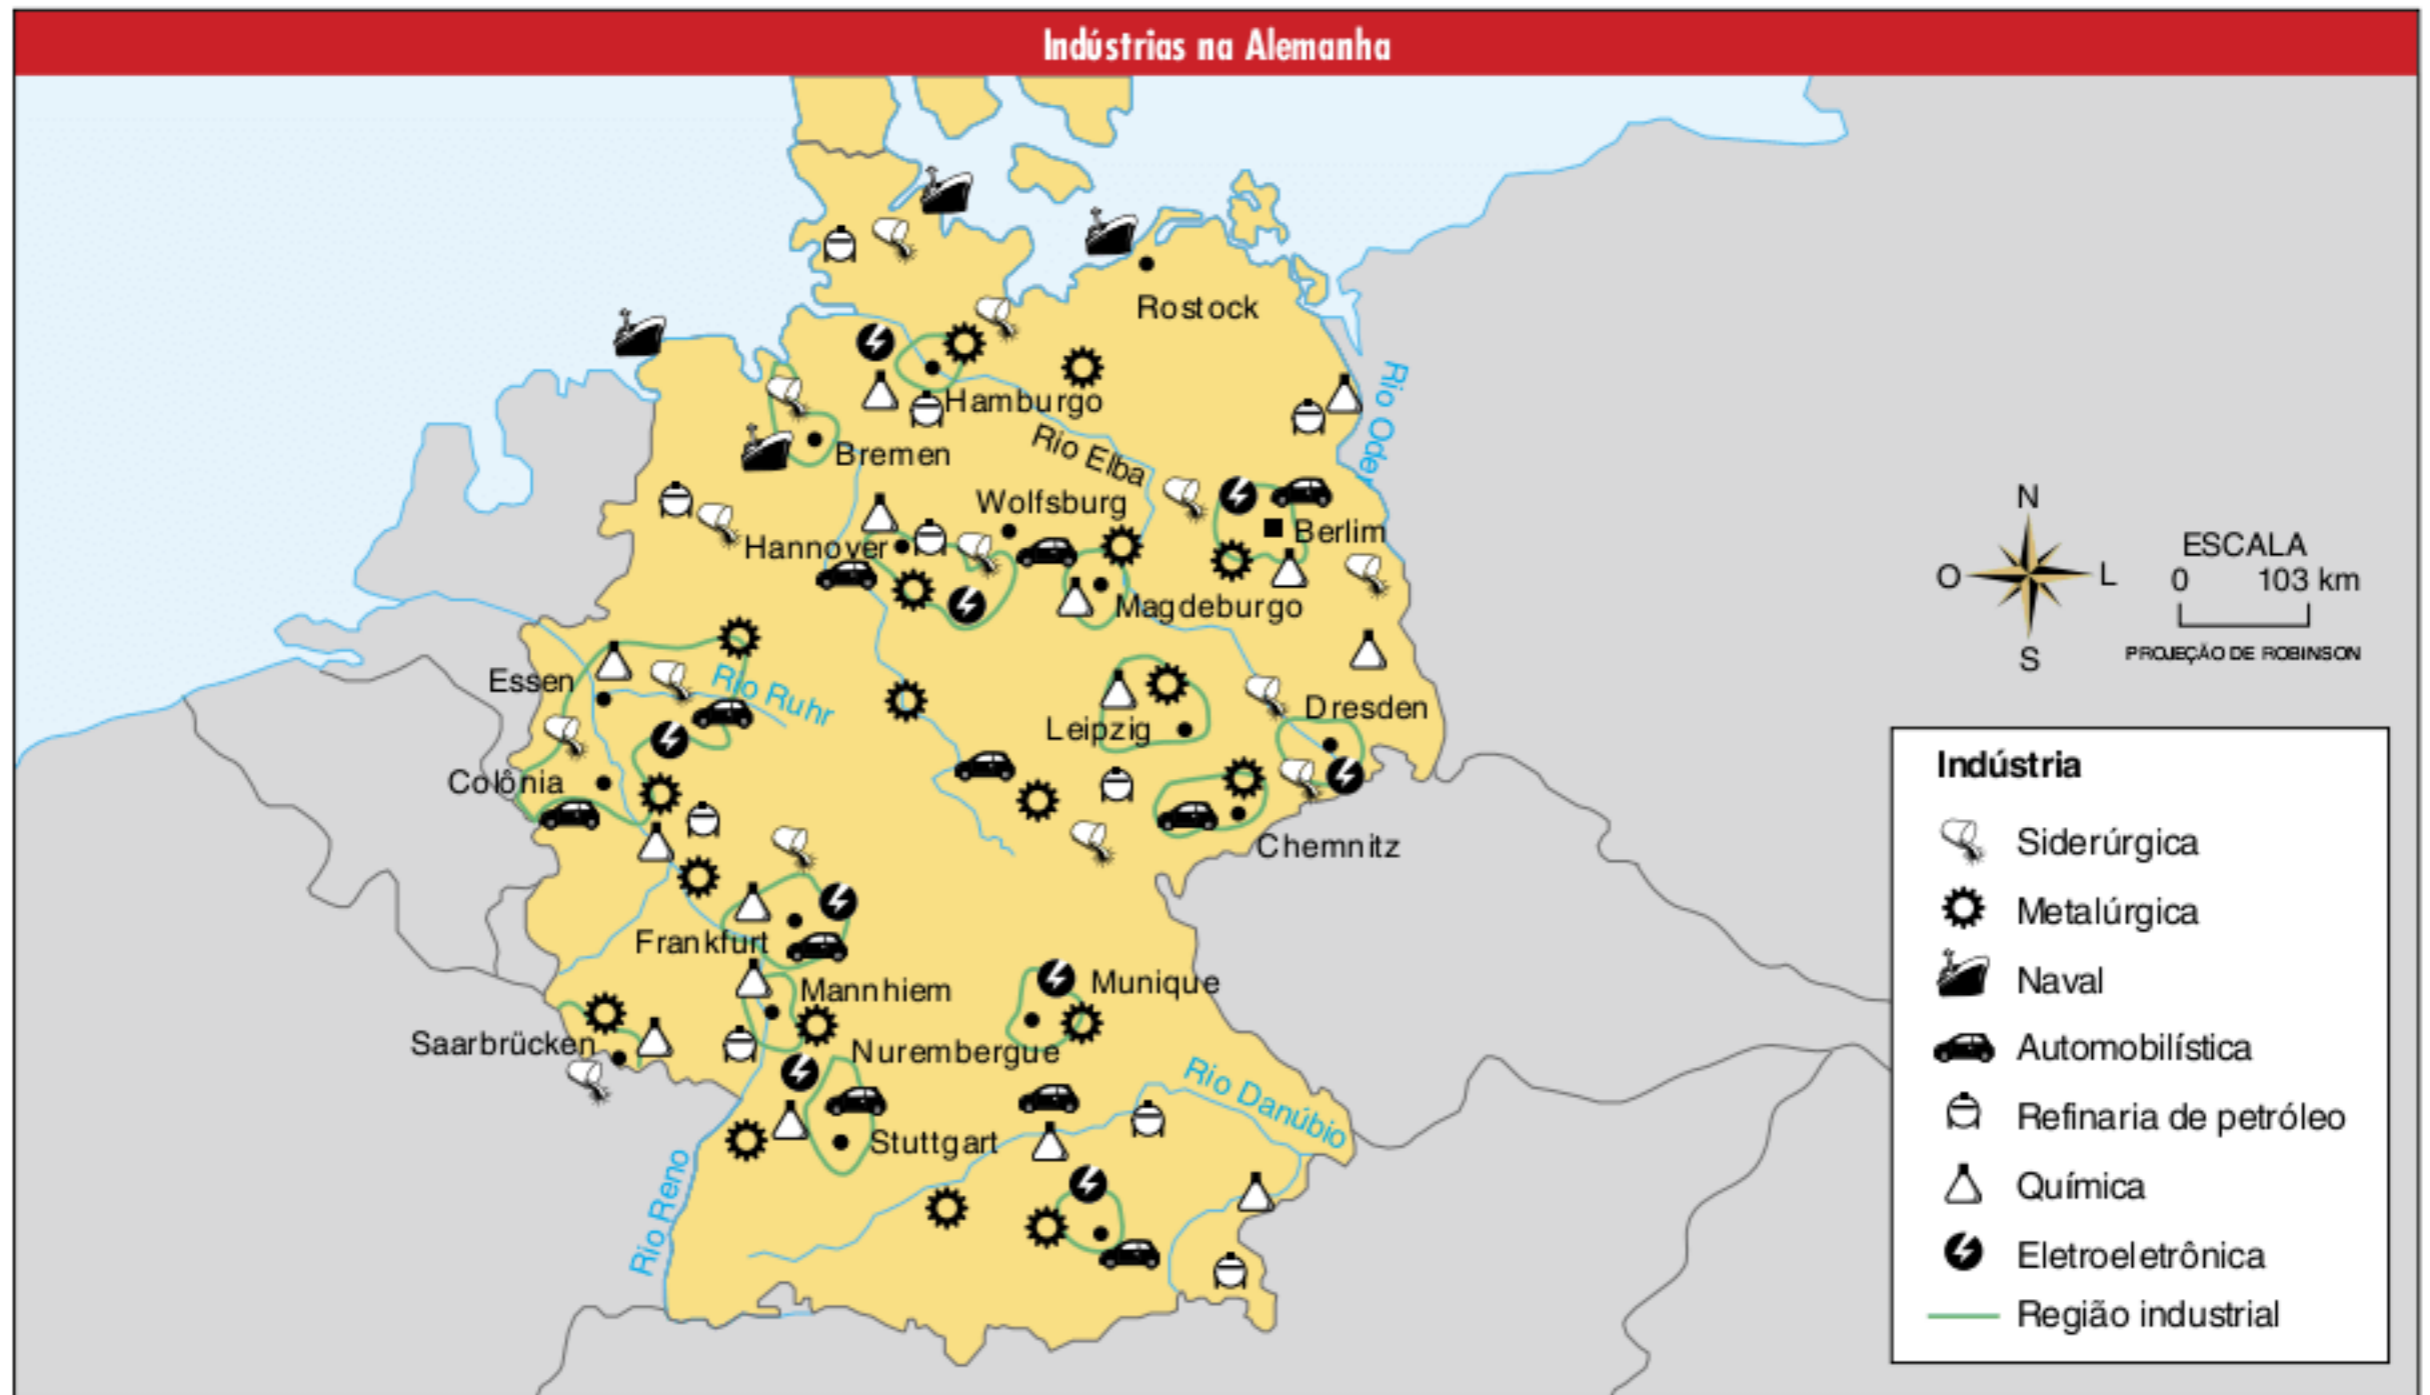 Indústrias na Alemanha
Rostock
Hamburgo
Rio Oder
Bremen
Rio Elba
Wolfsburg
Berlim
Hannover
Magdeburgo
Essen
Rio Ruhr
Dresden
Leipzig
Colônia
Chemnitz
Frankfurt
Mannhiem
Munique
Saarbrücken
Nurembergue
Rio Danúbio
Stuttgart
Rio Reno
N
O
L
S
ESCALA
0 103 km
PROJEÇÃO DE ROBINSON
Indústria
Siderúrgica
Metalúrgica
Naval
Automobilística
Refinaria de petróleo
Química
Eletroeletrônica
Região industrial